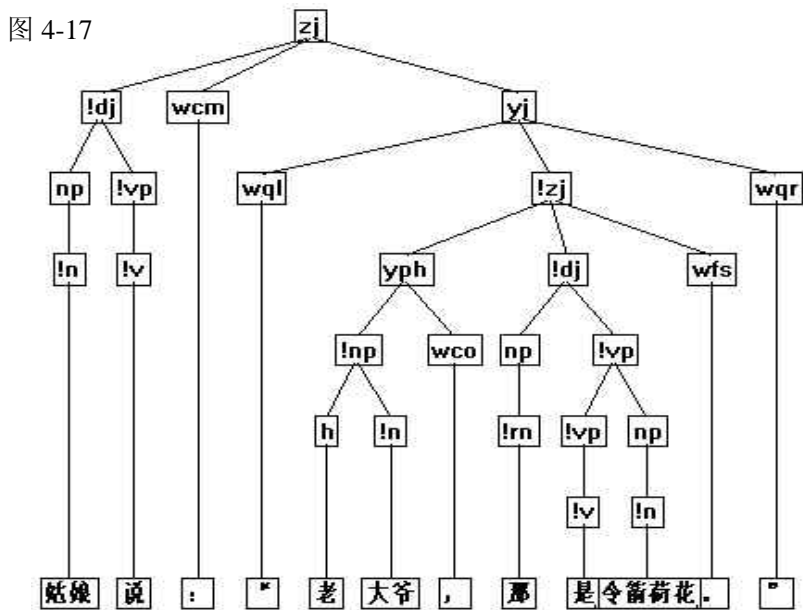 图 4-17
zj
!dj wcm yj
np !vp wql !zj wqr
!n !v yph !dj wfs
!np wco np !vp
h !n !rn !vp np
!v !n
姑娘 说 : “ 老 大爷 , 那 是 令箭荷花 。 ”